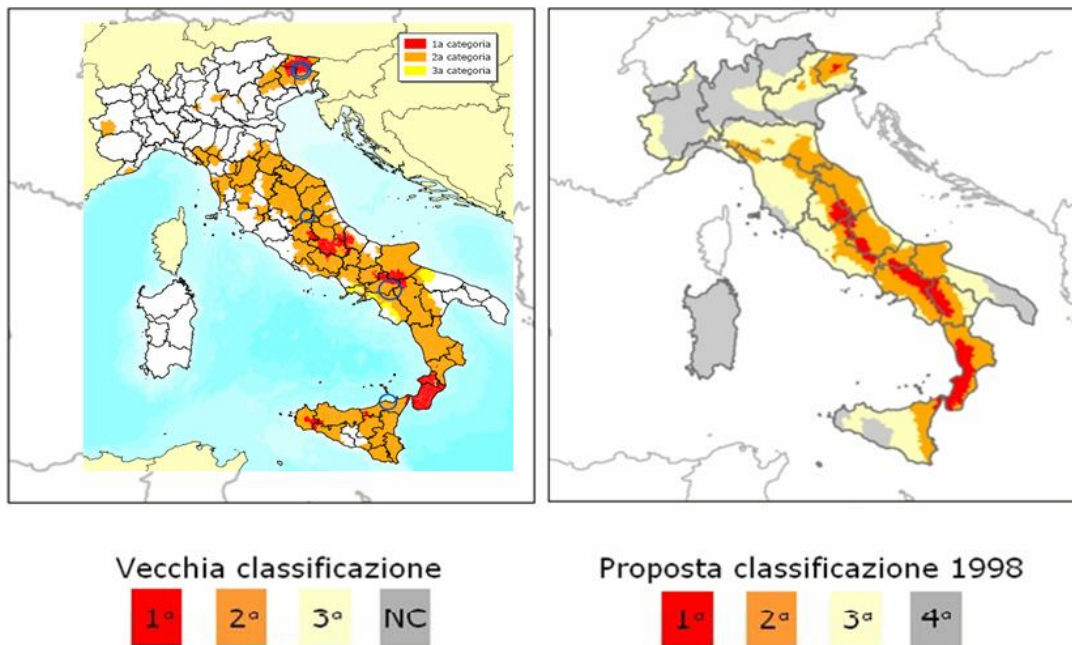 1a categoria
2a categoria
3a categoria
Vecchia classificazione
1ª 2ª 3ª NC
Proposta classificazione 1998
1ª 2ª 3ª 4ª